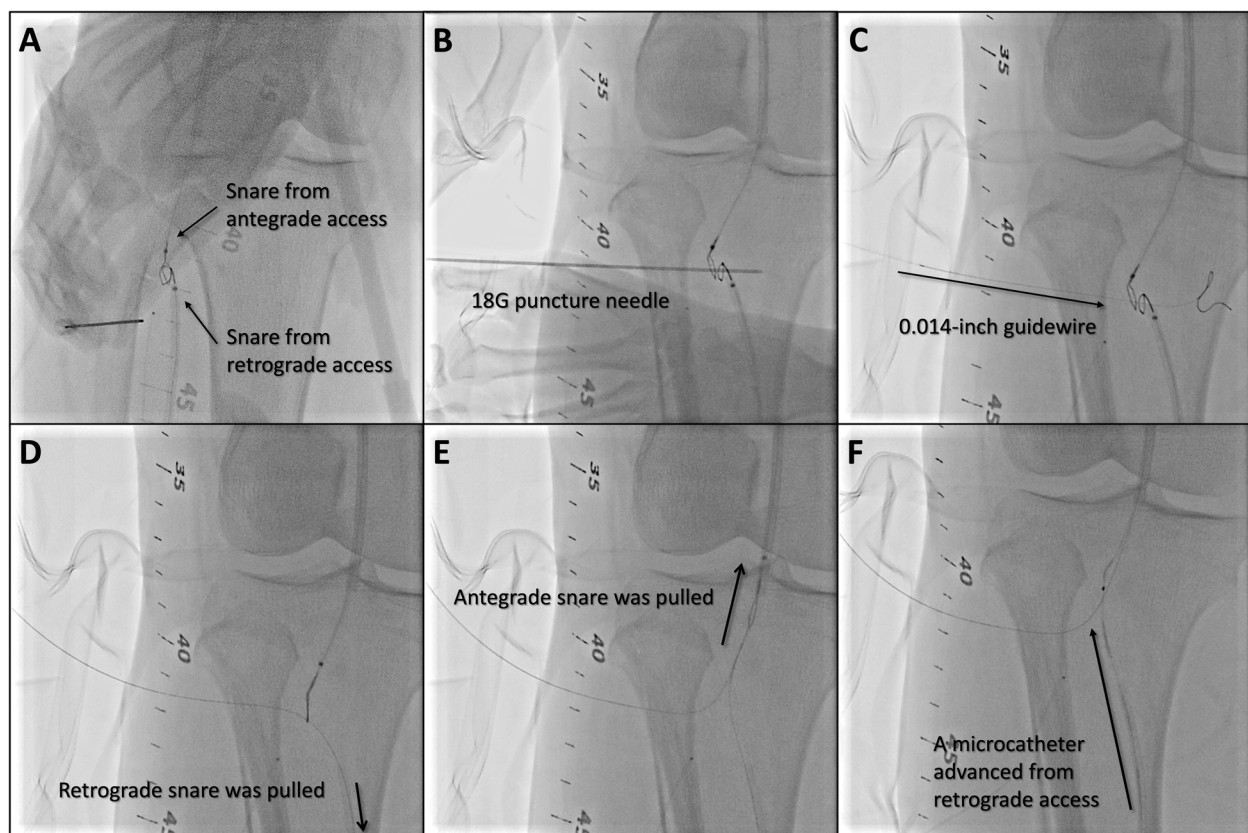 A
Snare from
antegrade access
Snare from
retrograde access
40
45
B
35
40
45
18G puncture needle
C
35
40
45
0.014-inch guidewire
D
35
40
45
Retrograde snare was pulled
E
35
40
Antegrade snare was pulled
F
40
45
A microcatheter
advanced from
retrograde access